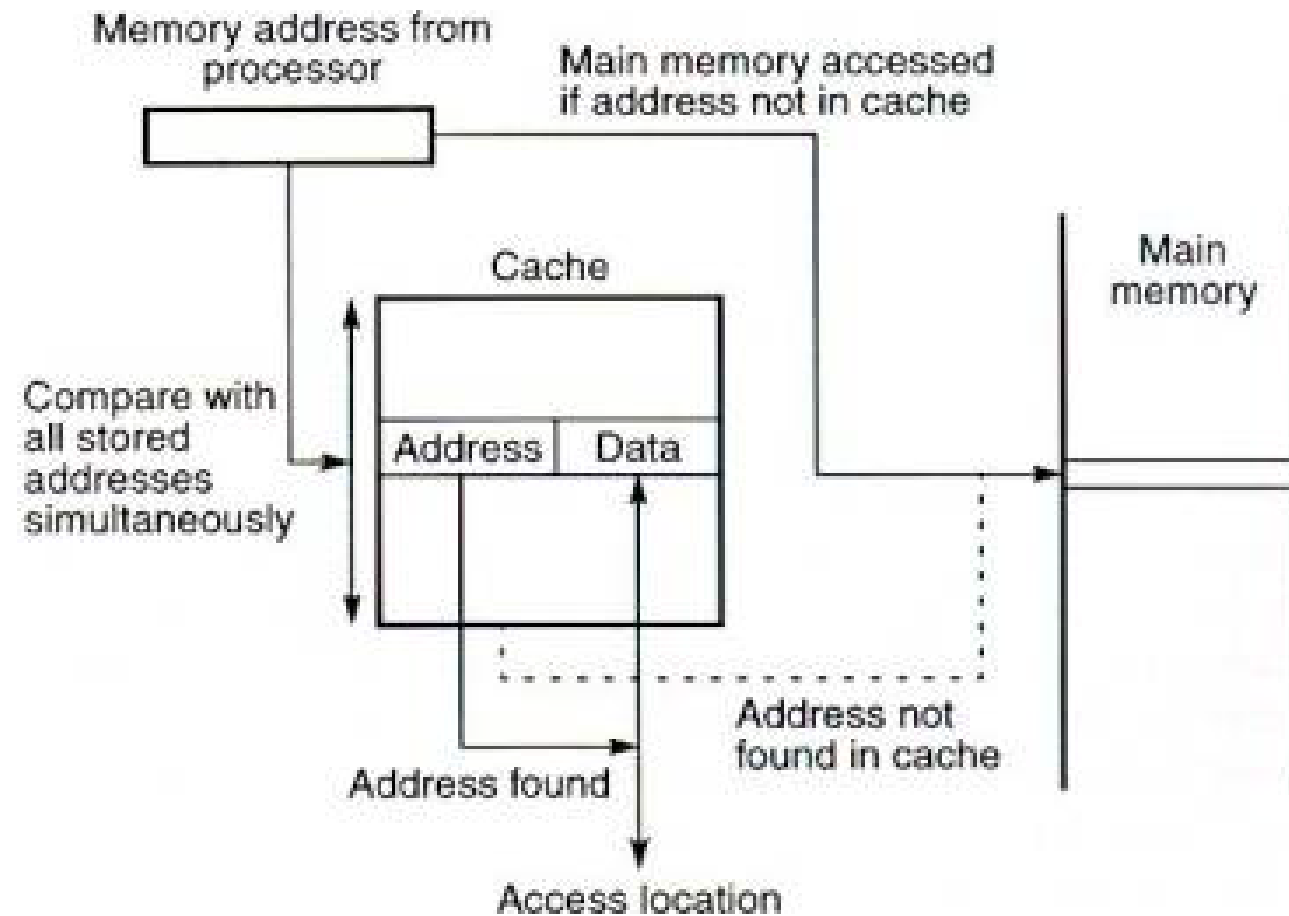 Memory address from
processor
Main memory accessed
if address not in cache
Cache
Main
memory
Compare with
all stored
addresses
simultaneously
Address
Data
Address not
found in cache
Address found
Access location